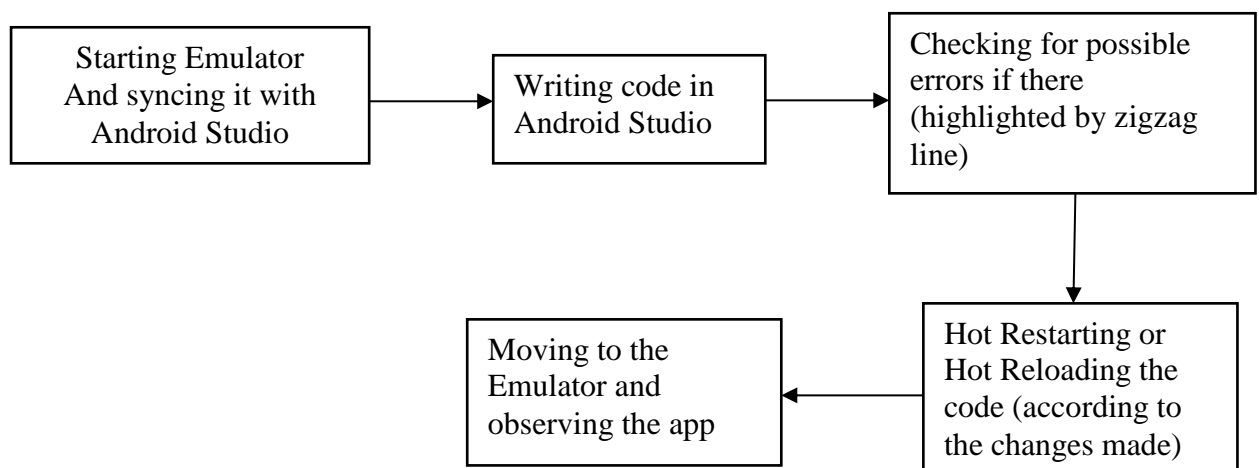 Starting Emulator
And syncing it with
Android Studio
Writing code in
Android Studio
Checking for possible
errors if there
(highlighted by zigzag
line)
Hot Restarting or
Hot Reloading the
code (according to
the changes made)
Moving to the
Emulator and
observing the app